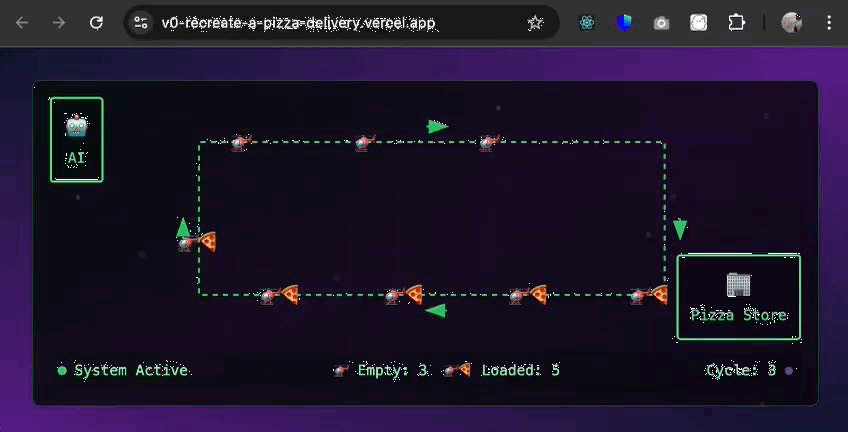 v0-recreate-a-pizza-delivery.vercel.app
AI
Pizza Store
System Active
Empty: 3
Loaded: 5
Cycle: 3